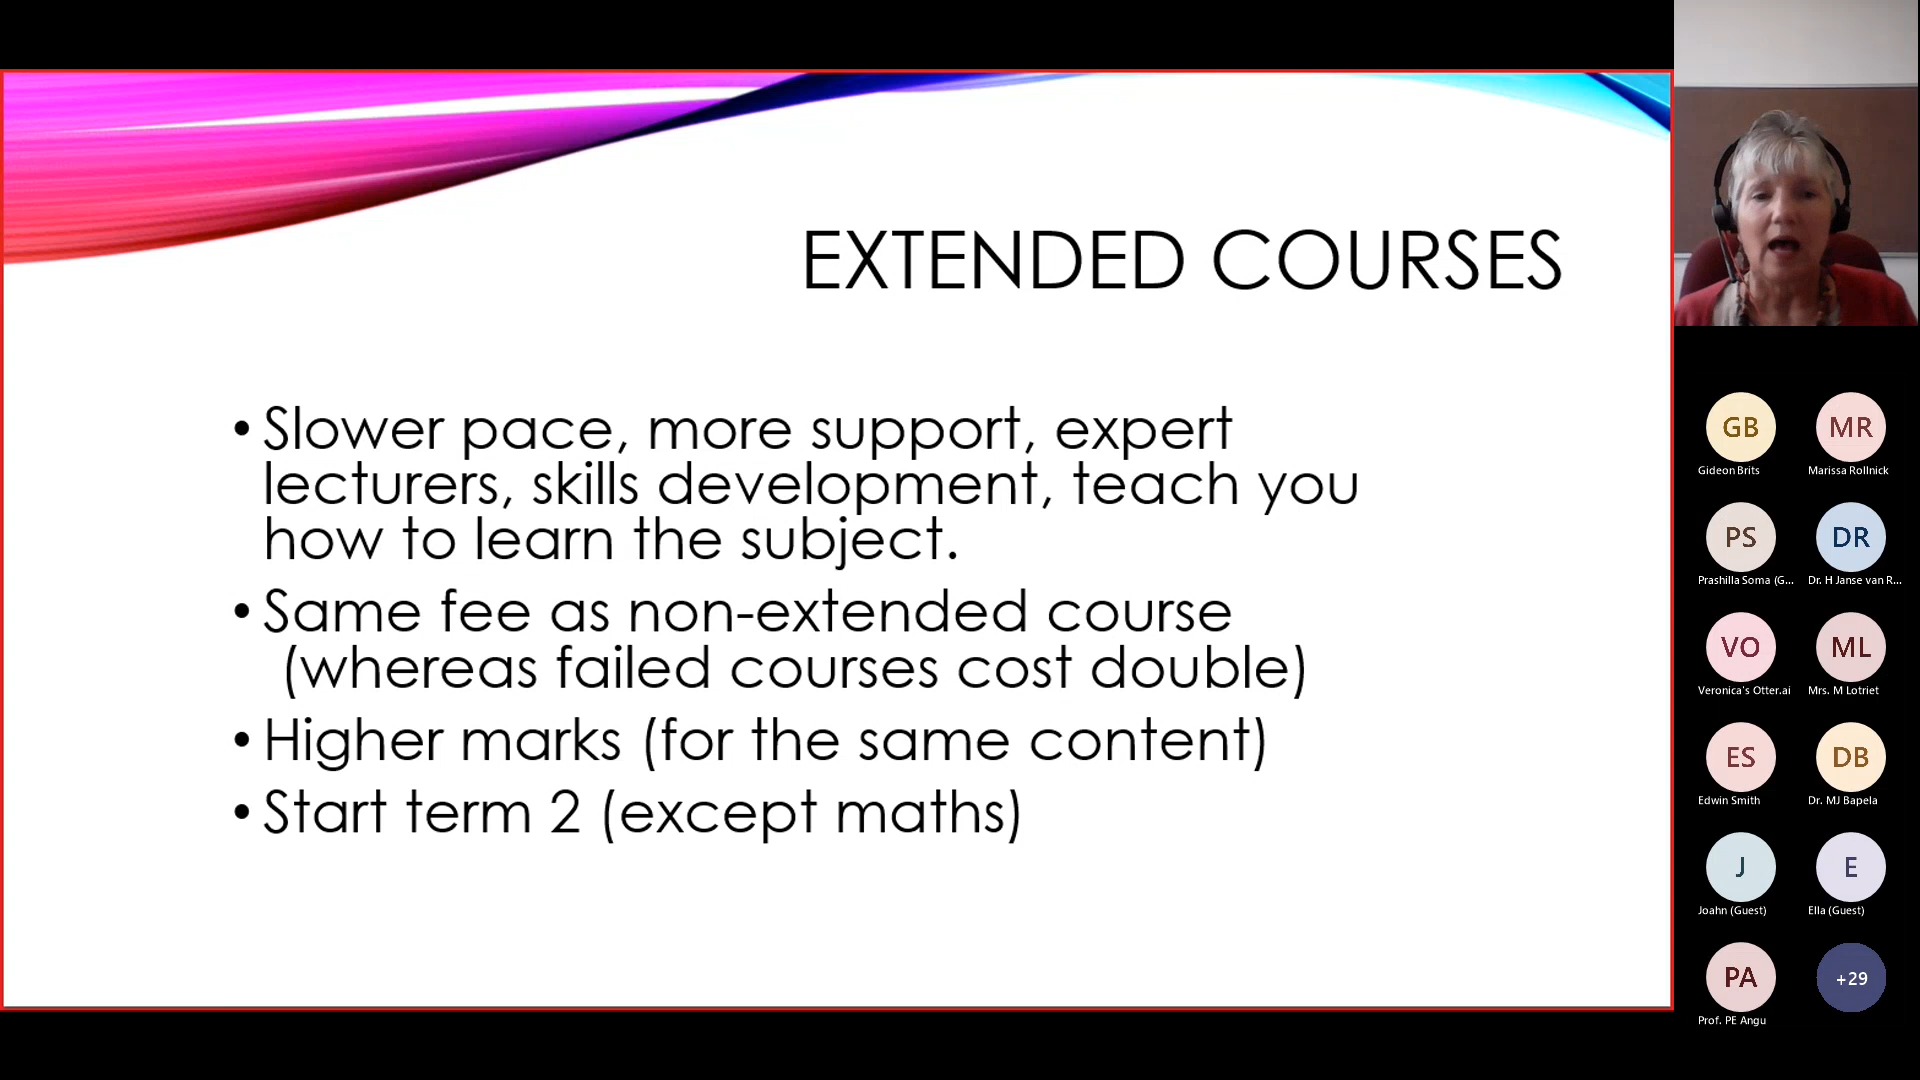 EXTENDED COURSES
• Slower pace, more support, expert
lecturers, skills development, teach you
how to learn the subject.
• Same fee as non-extended course
(whereas failed courses cost double)
• Higher marks (for the same content)
• Start term 2 (except maths)
GB MR
Gideon Brits Marissa Rollnick
PS DR
Prashilla Soma (G... Dr. H Janse van R...
VO ML
Veronica's Otter.ai Mrs. M Lotriet
ES DB
Edwin Smith Dr. MJ Bapela
J E
Joahn (Guest) Ella (Guest)
PA +29
Prof. PE Angu